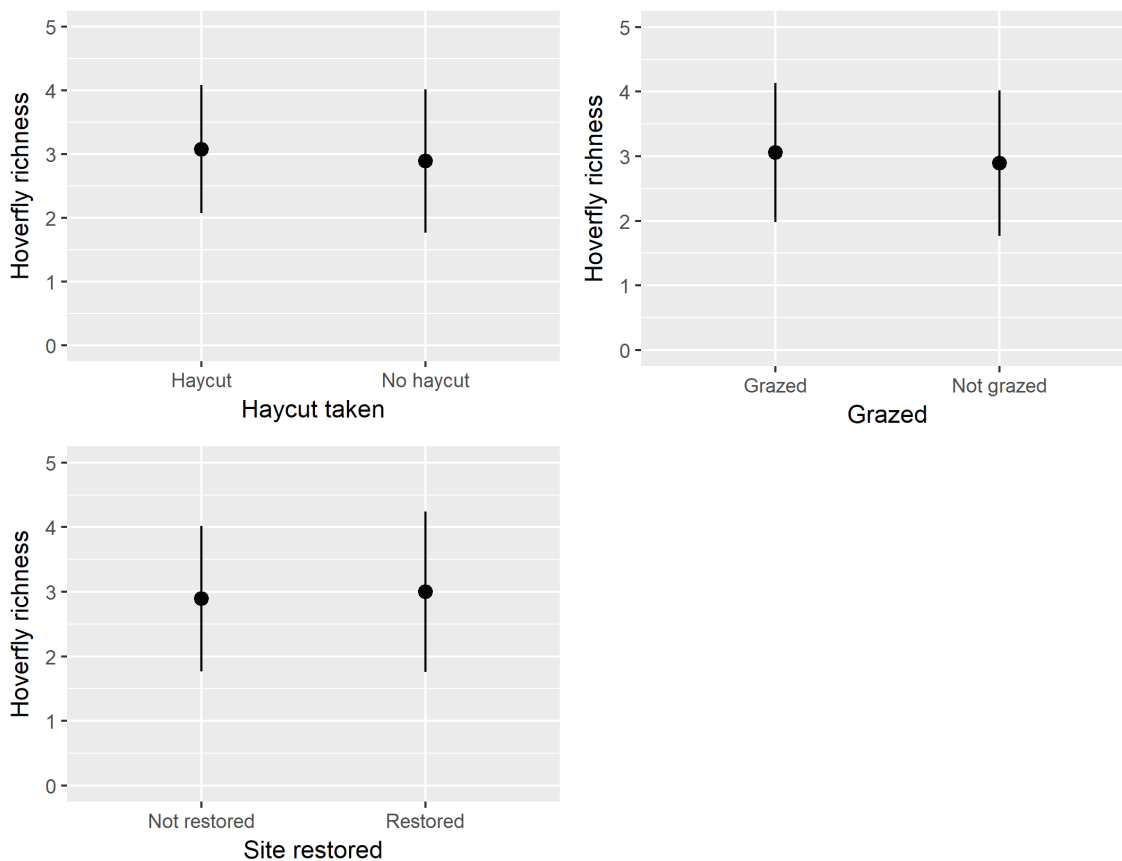 Hoverfly richness
5
4
3
2
1
0
Haycut No haycut
Haycut taken
Hoverfly richness
5
4
3
2
1
0
Grazed Not grazed
Grazed
Hoverfly richness
5
4
3
2
1
0
Not restored Restored
Site restored